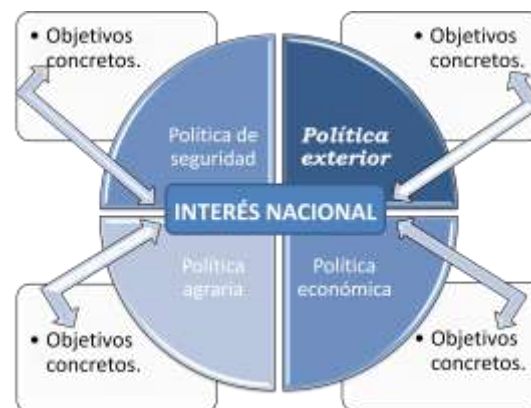 • Objetivos
concretos.
• Objetivos
concretos.
Política de
seguridad
Política
exterior
INTERÉS NACIONAL
Política
agraria
Política
económica
• Objetivos
concretos.
• Objetivos
concretos.